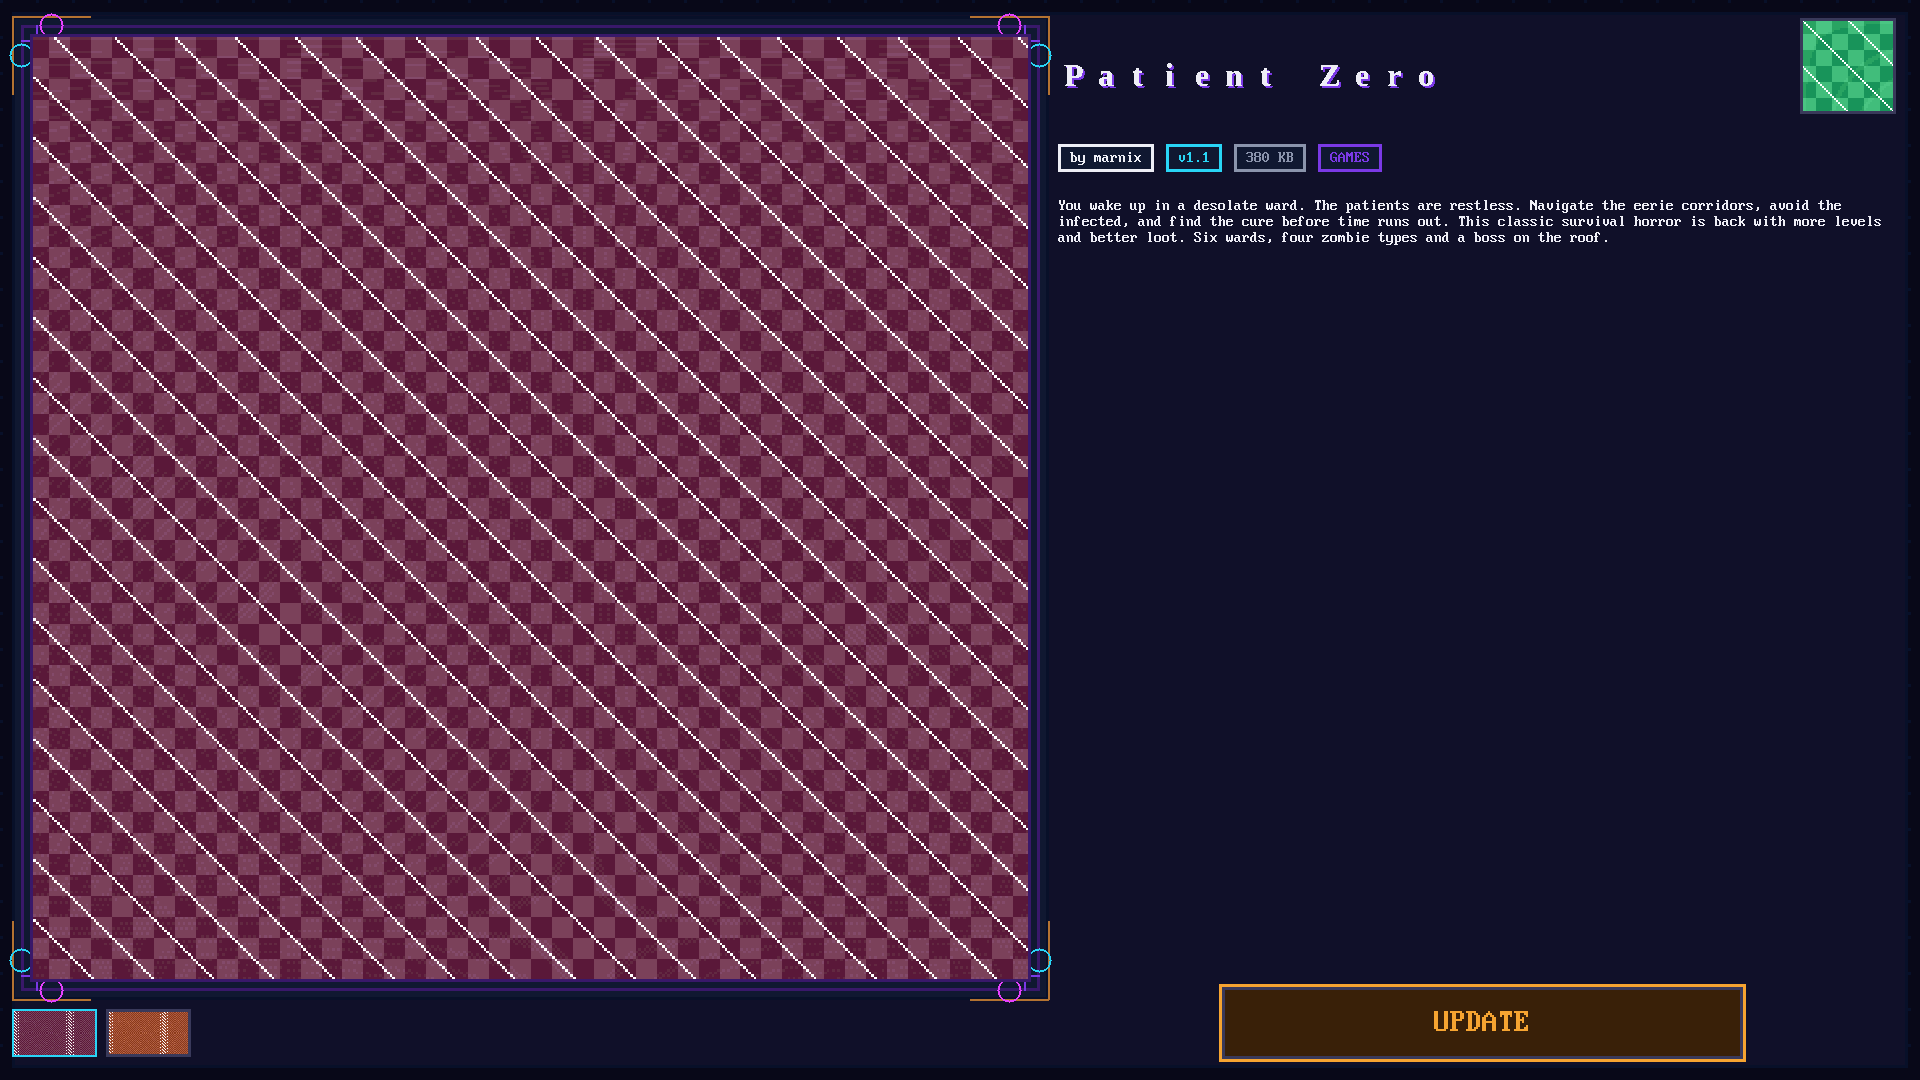 Patient Zero
by marnix
v1.1
380 KB
GAMES
You wake up in a desolate ward. The patients are restless. Navigate the eerie corridors, avoid the
infected, and find the cure before time runs out. This classic survival horror is back with more levels
and better loot. Six wards, four zombie types and a boss on the roof.
UPDATE